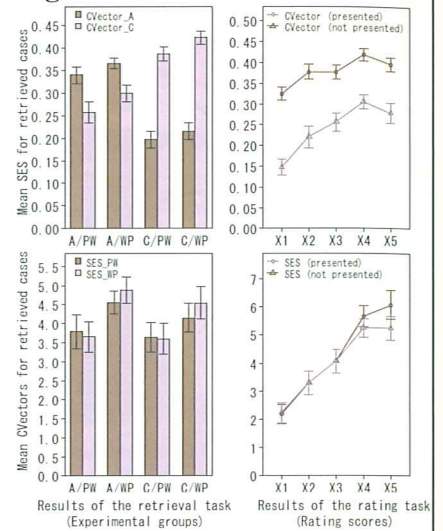 Mean SES for retrieved cases
CVector_A
CVector_C
0.45
0.40
0.35
0.30
0.25
0.20
0.15
0.10
0.05
0.00
A/PW A/WP C/PW C/WP
CVector (presented)
CVector (not presented)
0.50
0.45
0.40
0.35
0.30
0.25
0.20
0.15
0.10
0.05
0.00
X1 X2 X3 X4 X5
Mean CVectors for retrieved cases
SES_PW
SES_WP
5.5
5.0
4.5
4.0
3.5
3.0
2.5
2.0
1.5
1.0
0.5
0.0
A/PW A/WP C/PW C/WP
Results of the retrieval task
(Experimental groups)
SES (presented)
SES (not presented)
7
6
5
4
3
2
1
0
X1 X2 X3 X4 X5
Results of the rating task
(Rating scores)